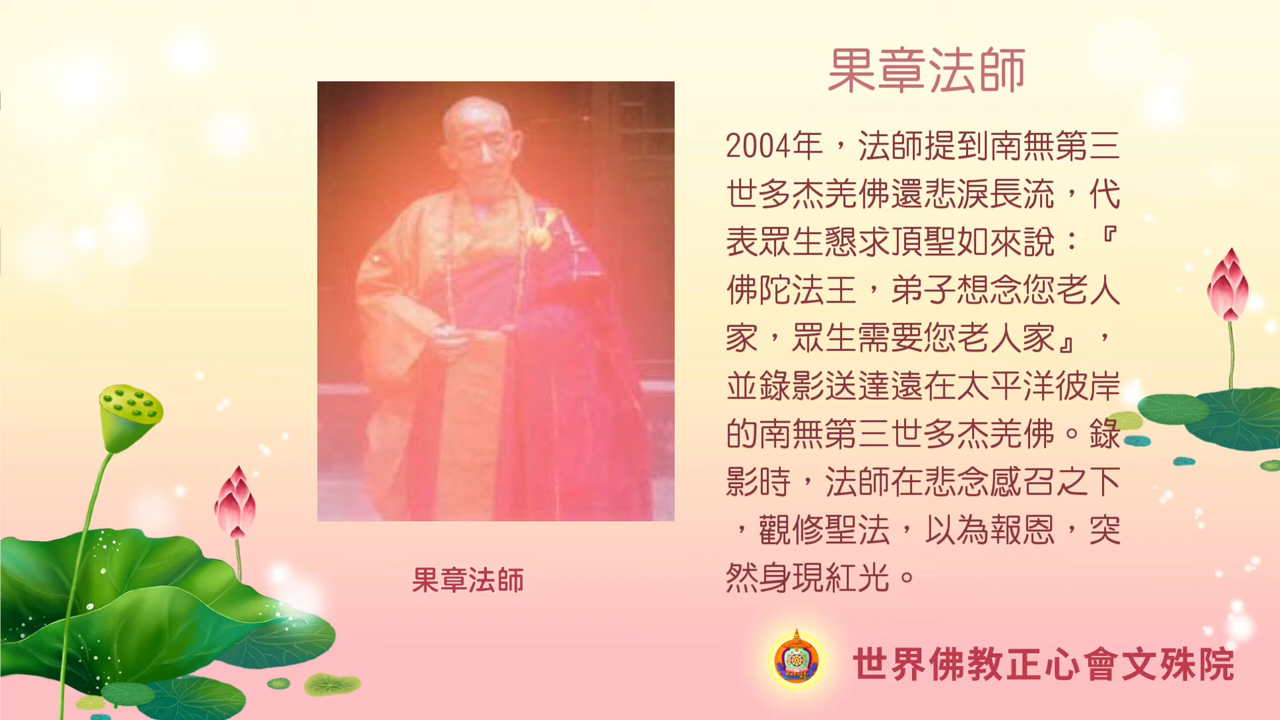 果章法師
2004年，法師提到南無第三
世多杰羌佛還悲淚長流，代
表眾生懇求頂聖如來說：『
佛陀法王，弟子想念您老人
家，眾生需要您老人家』，
並錄影送達遠在太平洋彼岸
的南無第三世多杰羌佛。錄
影時，法師在悲念感召之下
，觀修聖法，以為報恩，突
然身現紅光。
果章法師
世界佛教正心會文殊院